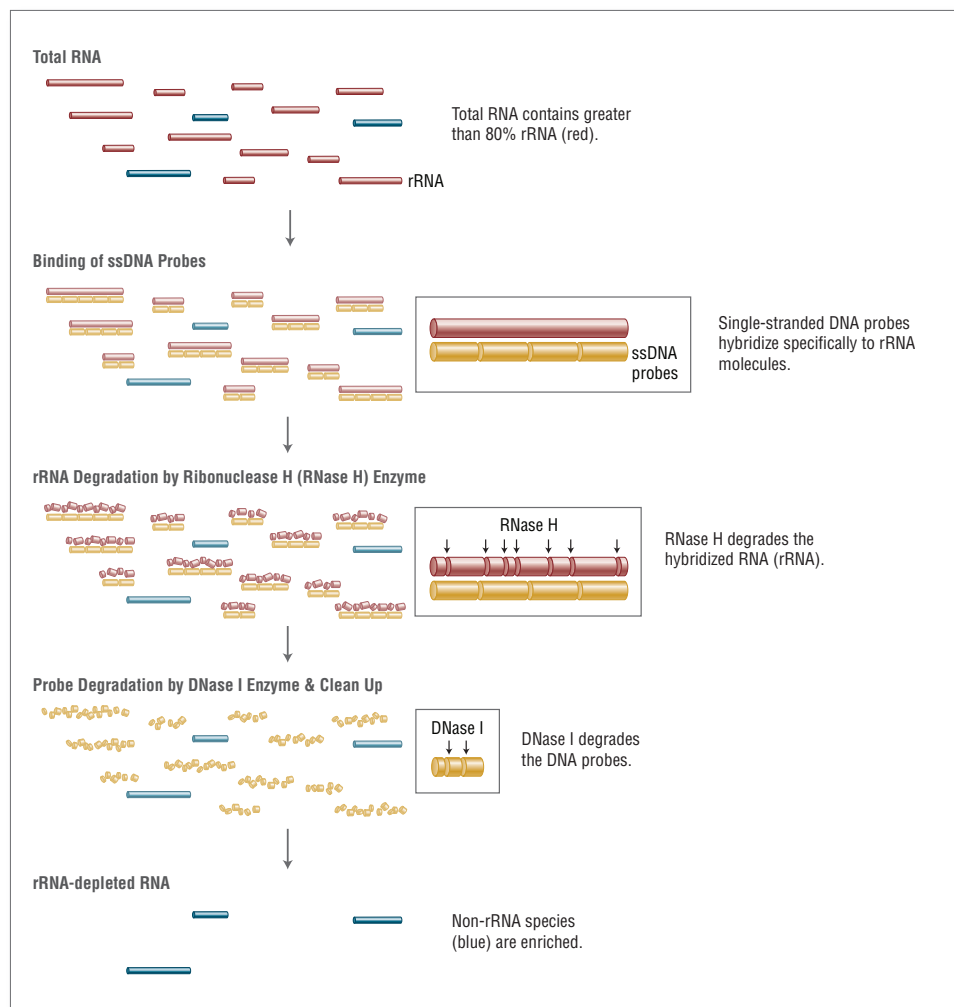 Total RNA
Total RNA contains greater
than 80% rRNA (red).
rRNA
Binding of ssDNA Probes
ssDNA
probes
Single-stranded DNA probes
hybridize specifically to rRNA
molecules.
rRNA Degradation by Ribonuclease H (RNase H) Enzyme
RNase H
RNase H degrades the
hybridized RNA (rRNA).
Probe Degradation by DNase I Enzyme & Clean Up
DNase I
DNase I degrades
the DNA probes.
rRNA-depleted RNA
Non-rRNA species
(blue) are enriched.